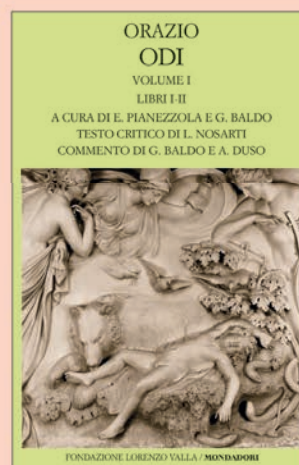 ORAZIO
ODI
VOLUME I
LIBRI I-II
A CURA DI E. PIANEZZOLA E G. BALDO
TESTO CRITICO DI L. NOSARTI
COMMENTO DI G. BALDO E A. DUSO
FONDAZIONE LORENZO VALLA / MONDADORI